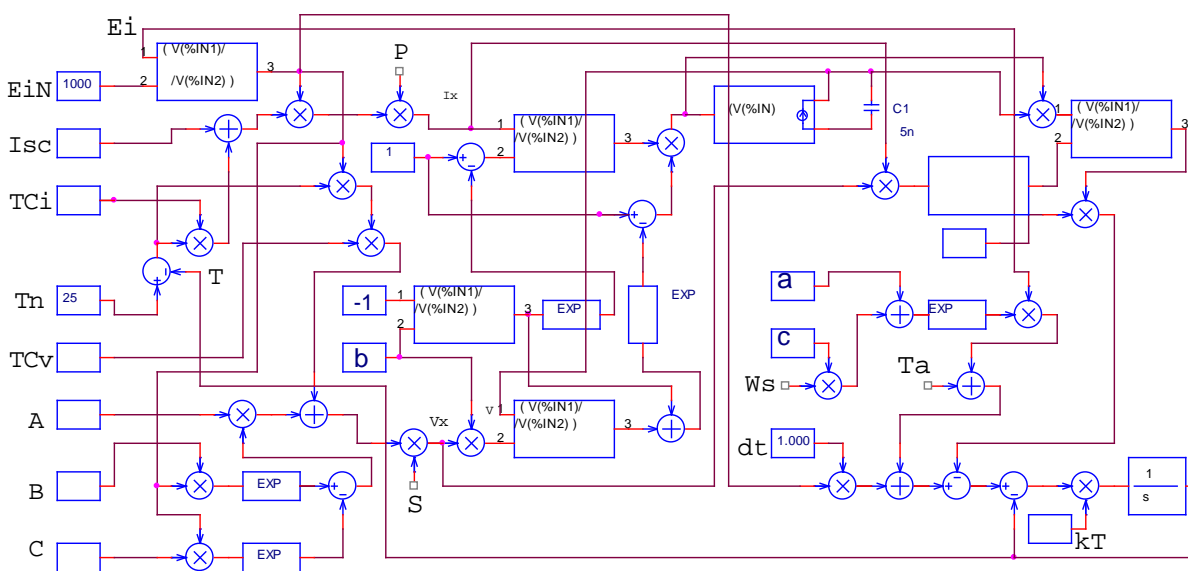 Ei
P
1
( V(%IN1)/
/V(%IN2) )
3
2
EiN
1000
Ix
(V(%IN)
C1
5n
1
( V(%IN1)/
/V(%IN2) )
3
2
1
( V(%IN1)/
/V(%IN2) )
3
2
Isc
1
TCi
T
Tn
25
-1
1
( V(%IN1)/
/V(%IN2) )
3
2
EXP
EXP
a
EXP
c
TCv
b
Ws
Ta
A
Vx
V
1
( V(%IN1)/
/V(%IN2) )
3
2
dt
1.000
B
EXP
S
1
s
kT
C
EXP